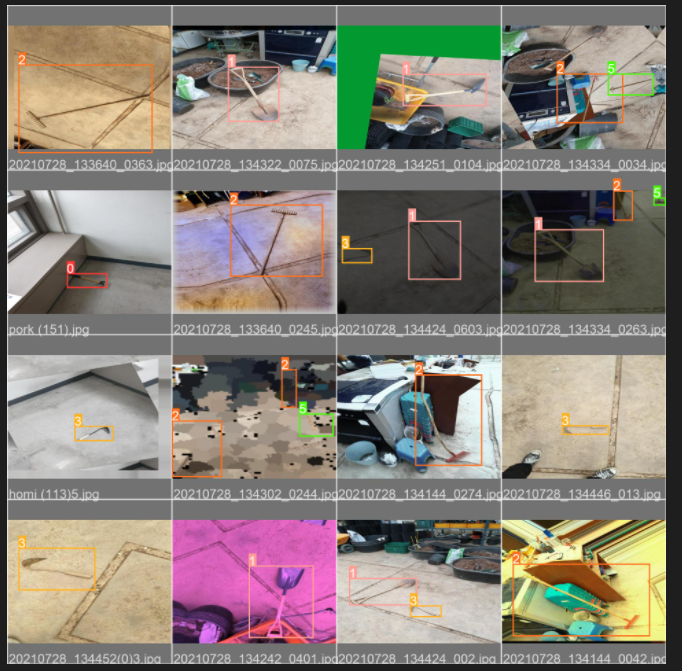 2
1
1
2
5
20210728_133640_0363.jpg
20210728_134322_0075.jpg
20210728_134251_0104.jpg
20210728_134334_0034.jpg
0
2
3
1
1
2
5
pork (151).jpg
20210728_133640_0245.jpg
20210728_134424_0603.jpg
20210728_134334_0263.jpg
3
2
2
5
2
3
homi (113)5.jpg
20210728_134302_0244.jpg
20210728_134144_0274.jpg
20210728_134446_013.jpg
3
1
1
3
2
20210728_134452(0)3.jpg
20210728_134242_0401.jpg
20210728_134424_002.jpg
20210728_134144_0042.jpg